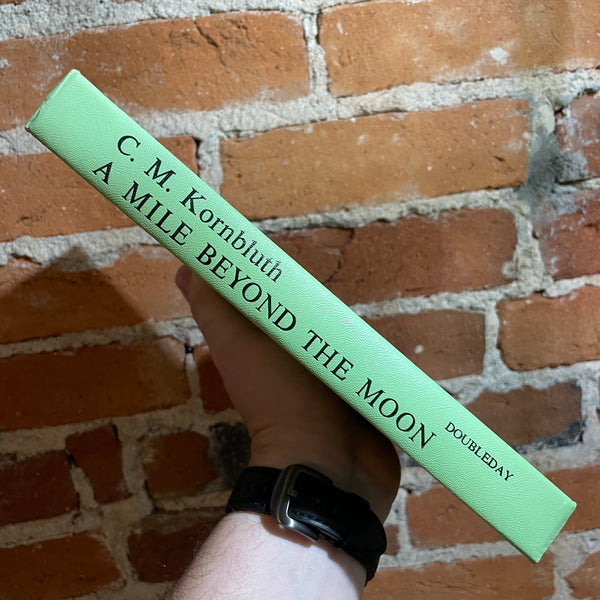 C. M. Kornbluth
A MILE BEYOND THE MOON
DOUBLEDAY